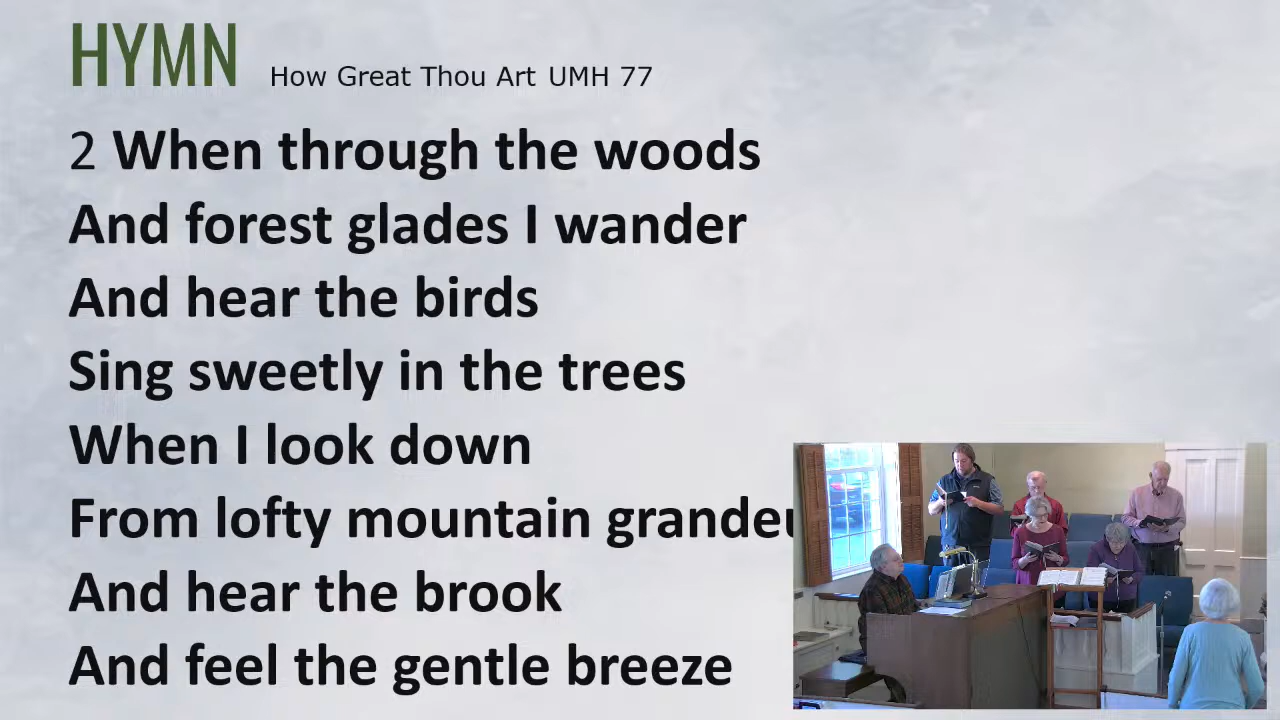 HYMN How Great Thou Art UMH 77
2 When through the woods
And forest glades I wander
And hear the birds
Sing sweetly in the trees
When I look down
From lofty mountain grandeu
And hear the brook
And feel the gentle breeze